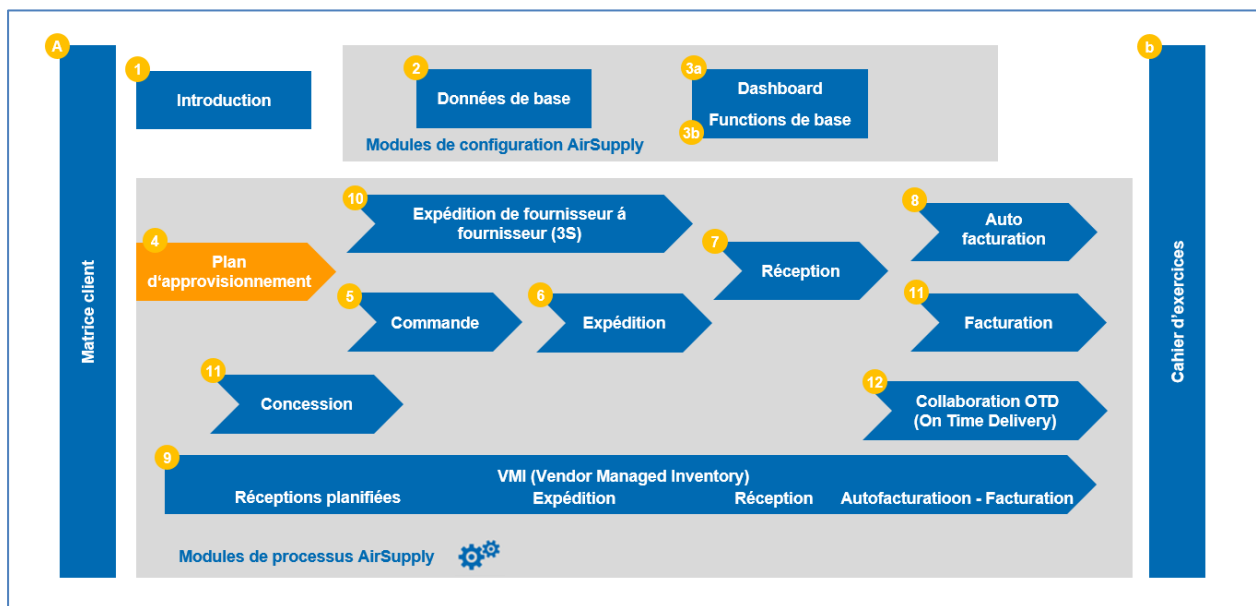 A
Matrice client
1
Introduction
2
Données de base
3a
Dashboard
Functions de base
3b
Modules de configuration AirSupply
b
Cahier d'exercices
10
Expédition de fournisseur á
fournisseur (3S)
8
Auto
facturation
4
Plan
d‘approvisionnement
7
Réception
5
Commande
6
Expédition
11
Facturation
11
Concession
12
Collaboration OTD
(On Time Delivery)
9
VMI (Vendor Managed Inventory)
Réceptions planifiées Expédition Réception Autofacturatioon - Facturation
Modules de processus AirSupply